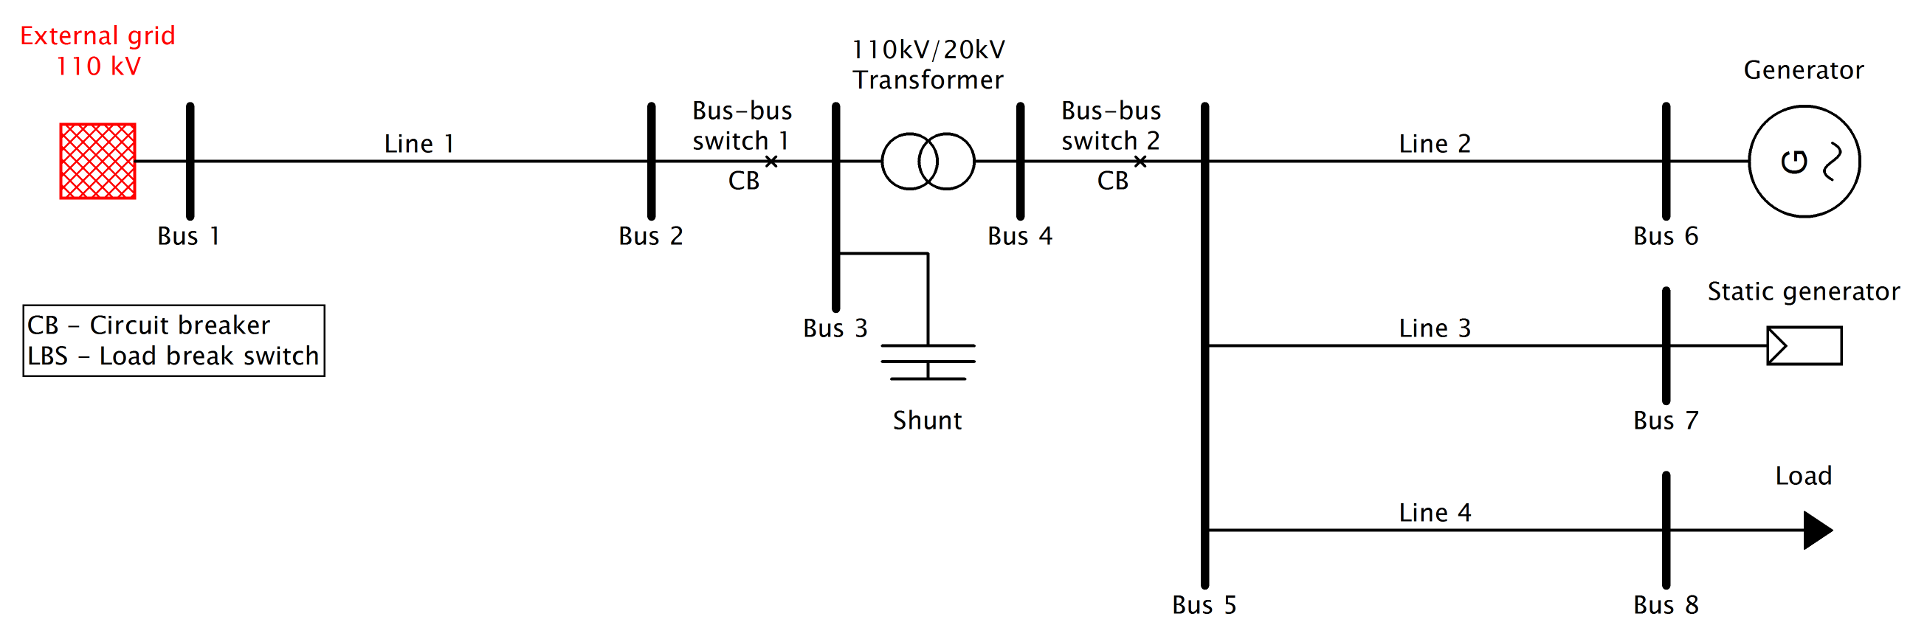 External grid
110 kV
Bus 1
Line 1
Bus 2
Bus-bus
switch 1
CB
Bus 3
110kV/20kV
Transformer
Shunt
Bus 4
Bus-bus
switch 2
CB
Bus 5
Line 2
Bus 6
Generator
G
Line 3
Bus 7
Static generator
Line 4
Bus 8
Load
CB - Circuit breaker
LBS - Load break switch